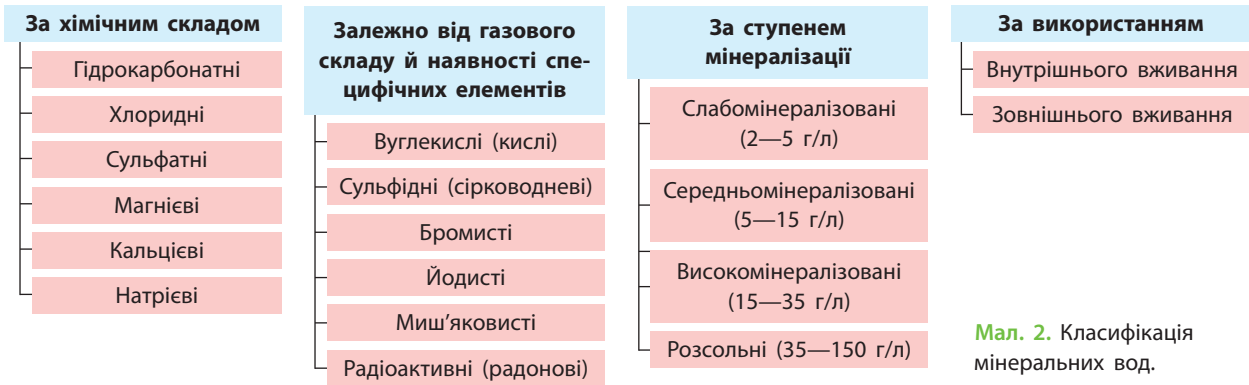 За хімічним складом
Гідрокарбонатні
Хлоридні
Сульфатні
Магнієві
Кальцієві
Натрієві
Залежно від газового
складу й наявності спе-
цифічних елементів
Вуглекислі (кислі)
Сульфідні (сірководневі)
Бромисті
Йодисті
Миш’яковисті
Радіоактивні (радонові)
За ступенем
мінералізації
Слабомінералізовані
(2—5 г/л)
Середньомінералізовані
(5—15 г/л)
Високомінералізовані
(15—35 г/л)
Розсольні (35—150 г/л)
За використанням
Внутрішнього вживання
Зовнішнього вживання
Мал. 2. Класифікація
мінеральних вод.